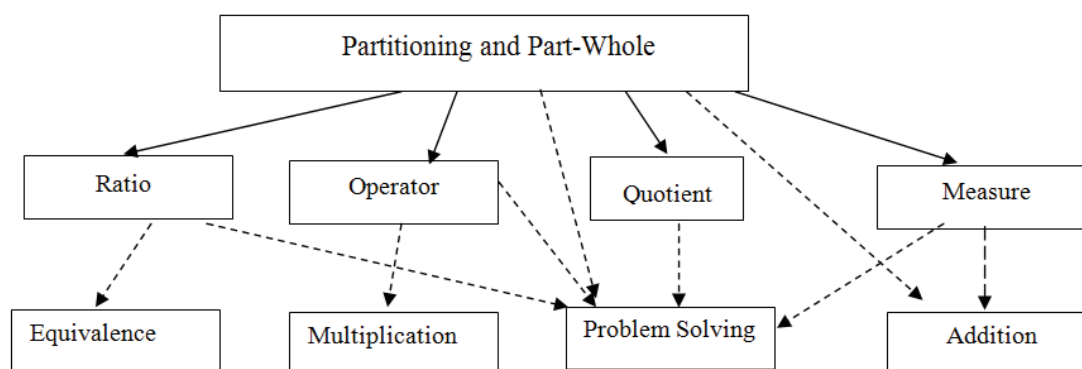 Partitioning and Part-Whole
Ratio
Operator
Quotient
Measure
Equivalence
Multiplication
Problem Solving
Addition